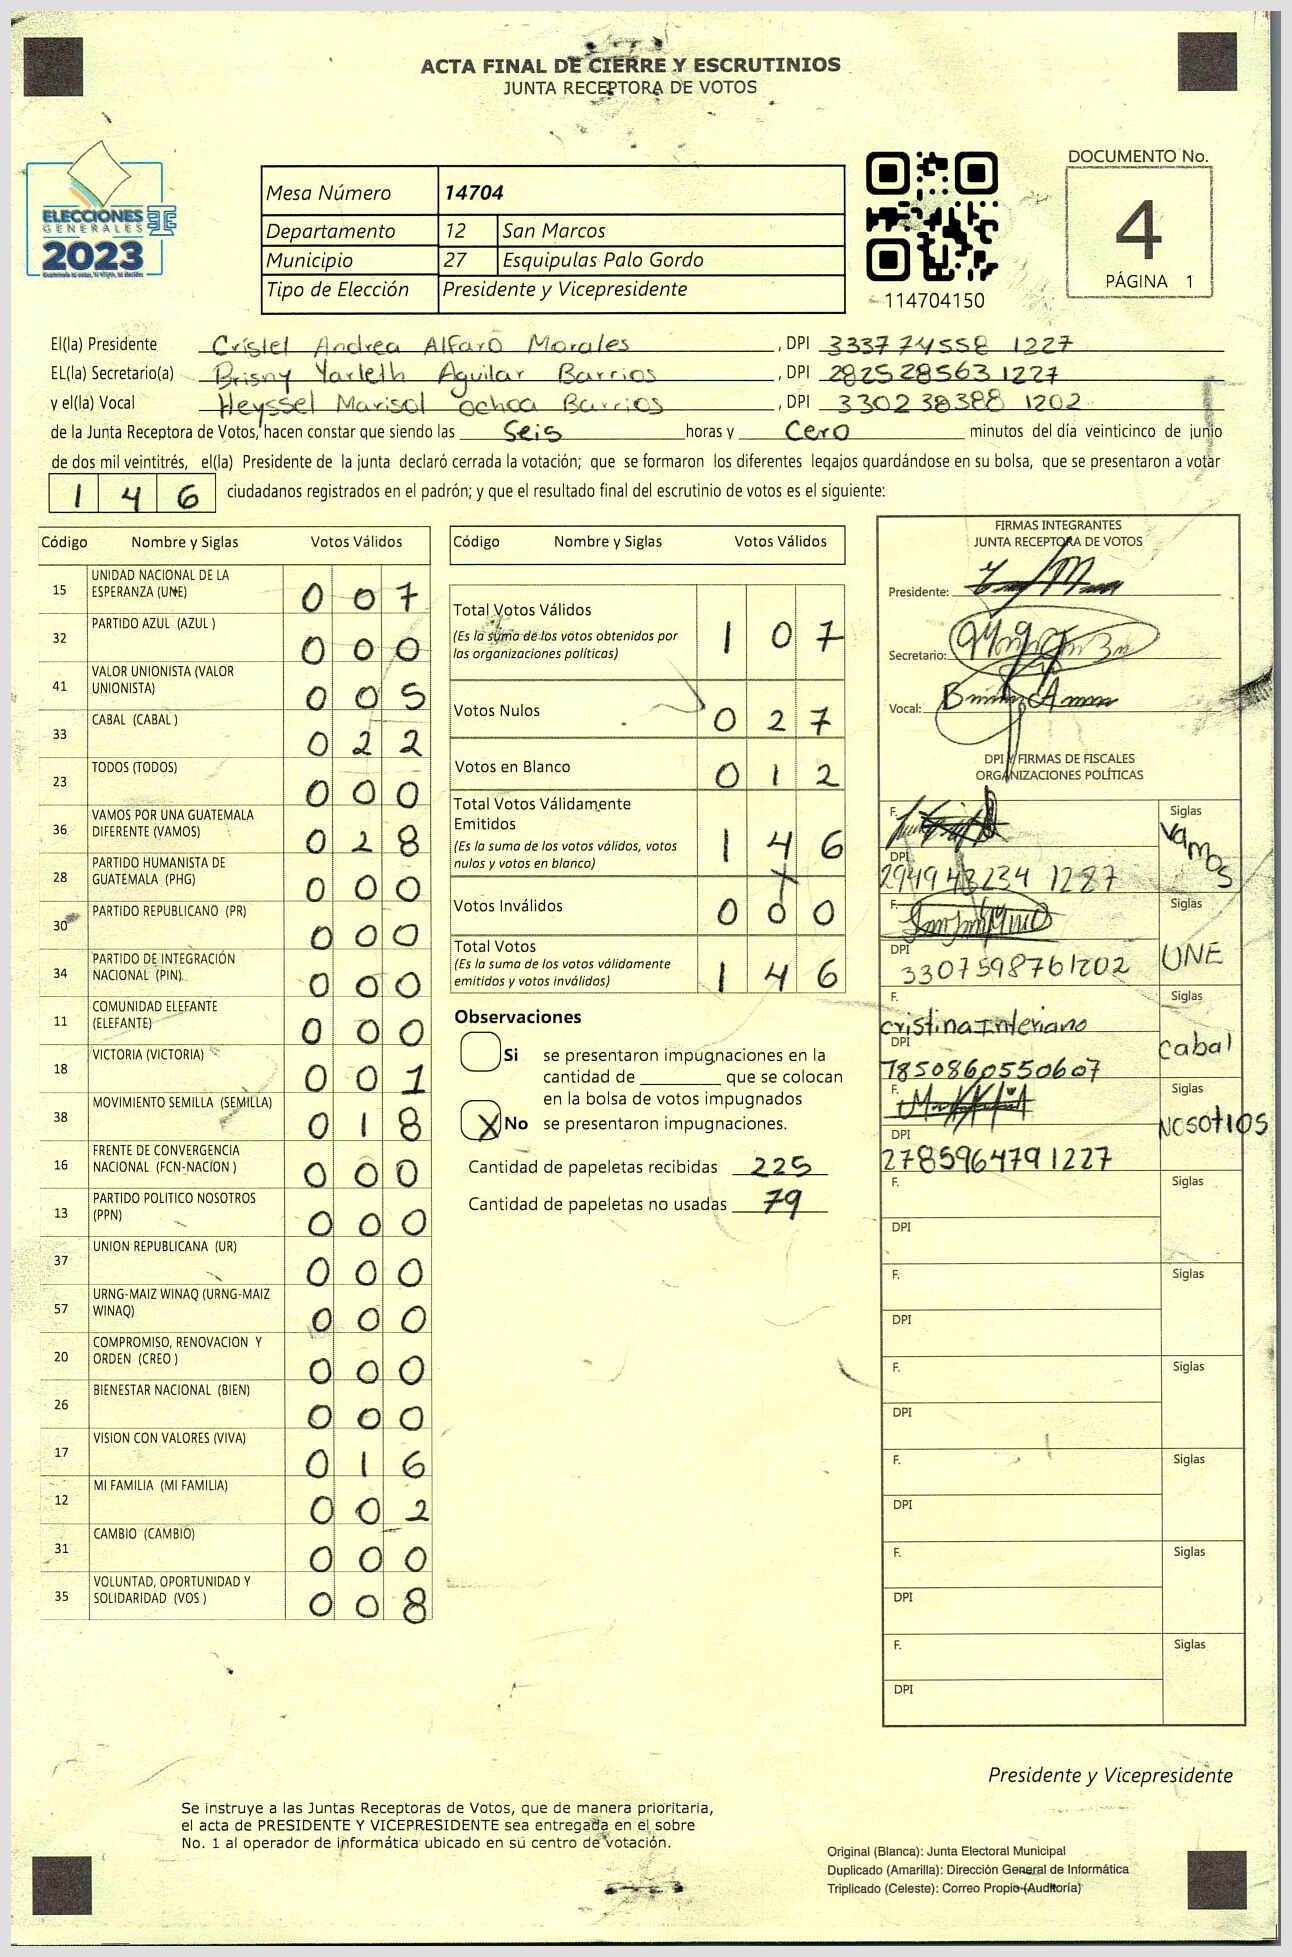 ACTA FINAL DE CIERRE Y ESCRUTINIOS
JUNTA RECEPTORA DE VOTOS
ELECCIONES
GENERALES
2023
Mesa Número 14704
Departamento 12 San Marcos
Municipio 27 Esquipulas Palo Gordo
Tipo de Elección Presidente y Vicepresidente
114704150
DOCUMENTO No.
4
PÁGINA 1
El(la) Presidente Cristel Andrea Alfaro Morales , DPI 333774558 1227
EL(la) Secretario(a) Brisny Yarleth Aguilar Barrios , DPI 282528563 1227
y el(la) Vocal Heyssel Marisol Ochoa Barrios , DPI 330238388 1202
de la Junta Receptora de Votos, hacen constar que siendo las Seis horas y Cero minutos del día veinticinco de junio
de dos mil veintitrés, el(la) Presidente de la junta declaró cerrada la votación; que se formaron los diferentes legajos guardándose en su bolsa, que se presentaron a votar
1 4 6 ciudadanos registrados en el padrón; y que el resultado final del escrutinio de votos es el siguiente:
Código Nombre y Siglas Votos Válidos
15 UNIDAD NACIONAL DE LA
ESPERANZA (UNE) 0 0 7
32 PARTIDO AZUL (AZUL ) 0 0 0
41 VALOR UNIONISTA (VALOR
UNIONISTA) 0 0 5
33 CABAL (CABAL ) 0 2 2
23 TODOS (TODOS) 0 0 0
36 VAMOS POR UNA GUATEMALA
DIFERENTE (VAMOS) 0 2 8
28 PARTIDO HUMANISTA DE
GUATEMALA (PHG) 0 0 0
30 PARTIDO REPUBLICANO (PR) 0 0 0
34 PARTIDO DE INTEGRACIÓN
NACIONAL (PIN) 0 0 0
11 COMUNIDAD ELEFANTE
(ELEFANTE) 0 0 0
18 VICTORIA (VICTORIA) 0 0 1
38 MOVIMIENTO SEMILLA (SEMILLA) 0 1 8
16 FRENTE DE CONVERGENCIA
NACIONAL (FCN-NACÍON ) 0 0 0
13 PARTIDO POLITICO NOSOTROS
(PPN) 0 0 0
37 UNION REPUBLICANA (UR) 0 0 0
57 URNG-MAIZ WINAQ (URNG-MAIZ
WINAQ) 0 0 0
20 COMPROMISO, RENOVACION Y
ORDEN (CREO ) 0 0 0
26 BIENESTAR NACIONAL (BIEN) 0 0 0
17 VISION CON VALORES (VIVA) 0 1 6
12 MI FAMILIA (MI FAMILIA) 0 0 2
31 CAMBIO (CAMBIO) 0 0 0
35 VOLUNTAD, OPORTUNIDAD Y
SOLIDARIDAD (VOS ) 0 0 8
Código Nombre y Siglas Votos Válidos
Total Votos Válidos 1 0 7
(Es la suma de los votos obtenidos por
las organizaciones políticas)
Votos Nulos 0 2 7
Votos en Blanco 0 1 2
Total Votos Válidamente
Emitidos 1 4 6
(Es la suma de los votos válidos, votos
nulos y votos en blanco)
Votos Inválidos 0 0 0
Total Votos 1 4 6
(Es la suma de los votos válidamente
emitidos y votos inválidos)
Observaciones
Si se presentaron impugnaciones en la
cantidad de ________ que se colocan
en la bolsa de votos impugnados
X No se presentaron impugnaciones.
Cantidad de papeletas recibidas 225
Cantidad de papeletas no usadas 79
FIRMAS INTEGRANTES
JUNTA RECEPTORA DE VOTOS
Presidente:
Secretario:
Vocal:
DPI Y FIRMAS DE FISCALES
ORGANIZACIONES POLÍTICAS
F. Siglas
DPI Vamos
2949 43234 1287
F. Siglas
DPI UNE
3307598761202
F. Siglas
Cristina Interiano
DPI Cabal
7850860550607
F. Siglas
DPI NOSOTROS
2785964791227
F. Siglas
DPI
F. Siglas
DPI
F. Siglas
DPI
F. Siglas
DPI
F. Siglas
DPI
F. Siglas
DPI
Presidente y Vicepresidente
Se instruye a las Juntas Receptoras de Votos, que de manera prioritaria,
el acta de PRESIDENTE Y VICEPRESIDENTE sea entregada en el sobre
No. 1 al operador de informática ubicado en su centro de votación.
Original (Blanca): Junta Electoral Municipal
Duplicado (Amarilla): Dirección General de Informática
Triplicado (Celeste): Correo Propio (Auditoría)